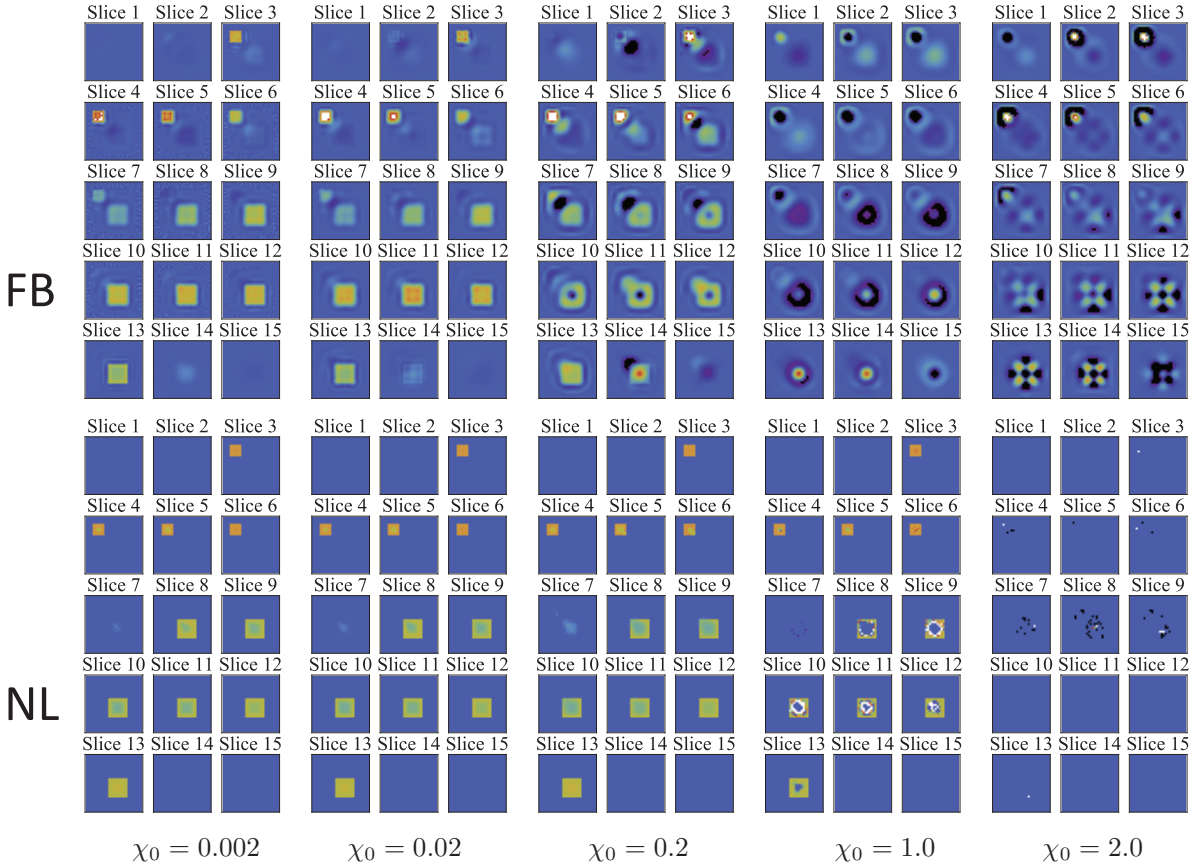 Slice 1 Slice 2 Slice 3 Slice 1 Slice 2 Slice 3 Slice 1 Slice 2 Slice 3 Slice 1 Slice 2 Slice 3 Slice 1 Slice 2 Slice 3
Slice 4 Slice 5 Slice 6 Slice 4 Slice 5 Slice 6 Slice 4 Slice 5 Slice 6 Slice 4 Slice 5 Slice 6 Slice 4 Slice 5 Slice 6
Slice 7 Slice 8 Slice 9 Slice 7 Slice 8 Slice 9 Slice 7 Slice 8 Slice 9 Slice 7 Slice 8 Slice 9 Slice 7 Slice 8 Slice 9
Slice 10 Slice 11 Slice 12 Slice 10 Slice 11 Slice 12 Slice 10 Slice 11 Slice 12 Slice 10 Slice 11 Slice 12 Slice 10 Slice 11 Slice 12
FB
Slice 13 Slice 14 Slice 15 Slice 13 Slice 14 Slice 15 Slice 13 Slice 14 Slice 15 Slice 13 Slice 14 Slice 15 Slice 13 Slice 14 Slice 15
Slice 1 Slice 2 Slice 3 Slice 1 Slice 2 Slice 3 Slice 1 Slice 2 Slice 3 Slice 1 Slice 2 Slice 3 Slice 1 Slice 2 Slice 3
Slice 4 Slice 5 Slice 6 Slice 4 Slice 5 Slice 6 Slice 4 Slice 5 Slice 6 Slice 4 Slice 5 Slice 6 Slice 4 Slice 5 Slice 6
Slice 7 Slice 8 Slice 9 Slice 7 Slice 8 Slice 9 Slice 7 Slice 8 Slice 9 Slice 7 Slice 8 Slice 9 Slice 7 Slice 8 Slice 9
Slice 10 Slice 11 Slice 12 Slice 10 Slice 11 Slice 12 Slice 10 Slice 11 Slice 12 Slice 10 Slice 11 Slice 12 Slice 10 Slice 11 Slice 12
NL
Slice 13 Slice 14 Slice 15 Slice 13 Slice 14 Slice 15 Slice 13 Slice 14 Slice 15 Slice 13 Slice 14 Slice 15 Slice 13 Slice 14 Slice 15
χ₀ = 0.002 χ₀ = 0.02 χ₀ = 0.2 χ₀ = 1.0 χ₀ = 2.0